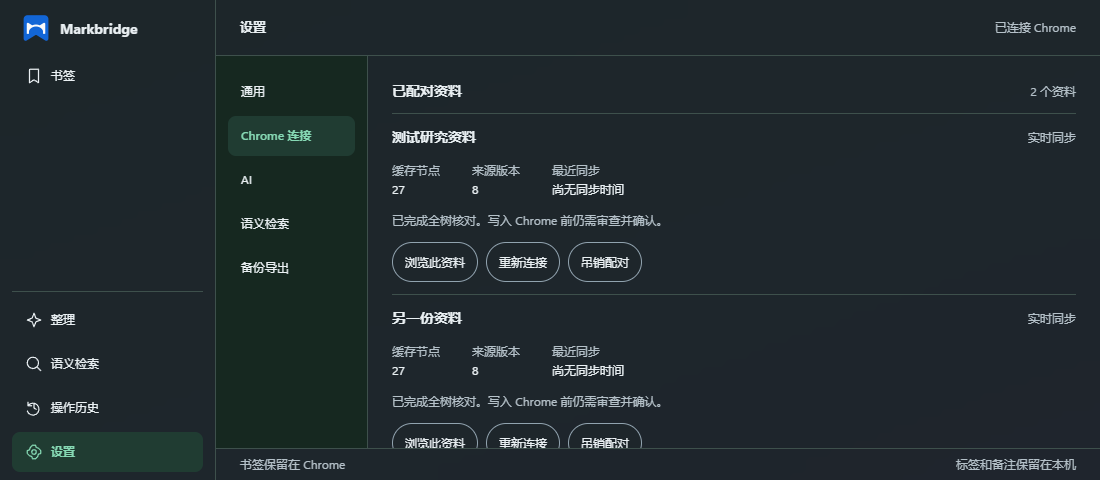 Markbridge
书签
整理
语义检索
操作历史
设置
设置
已连接 Chrome
通用
Chrome 连接
AI
语义检索
备份导出
已配对资料
2 个资料
测试研究资料
实时同步
缓存节点 来源版本 最近同步
27 8 尚无同步时间
已完成全树核对。写入 Chrome 前仍需审查并确认。
浏览此资料 重新连接 吊销配对
另一份资料
实时同步
缓存节点 来源版本 最近同步
27 8 尚无同步时间
已完成全树核对。写入 Chrome 前仍需审查并确认。
浏览此资料 重新连接 吊销配对
书签保留在 Chrome
标签和备注保留在本机